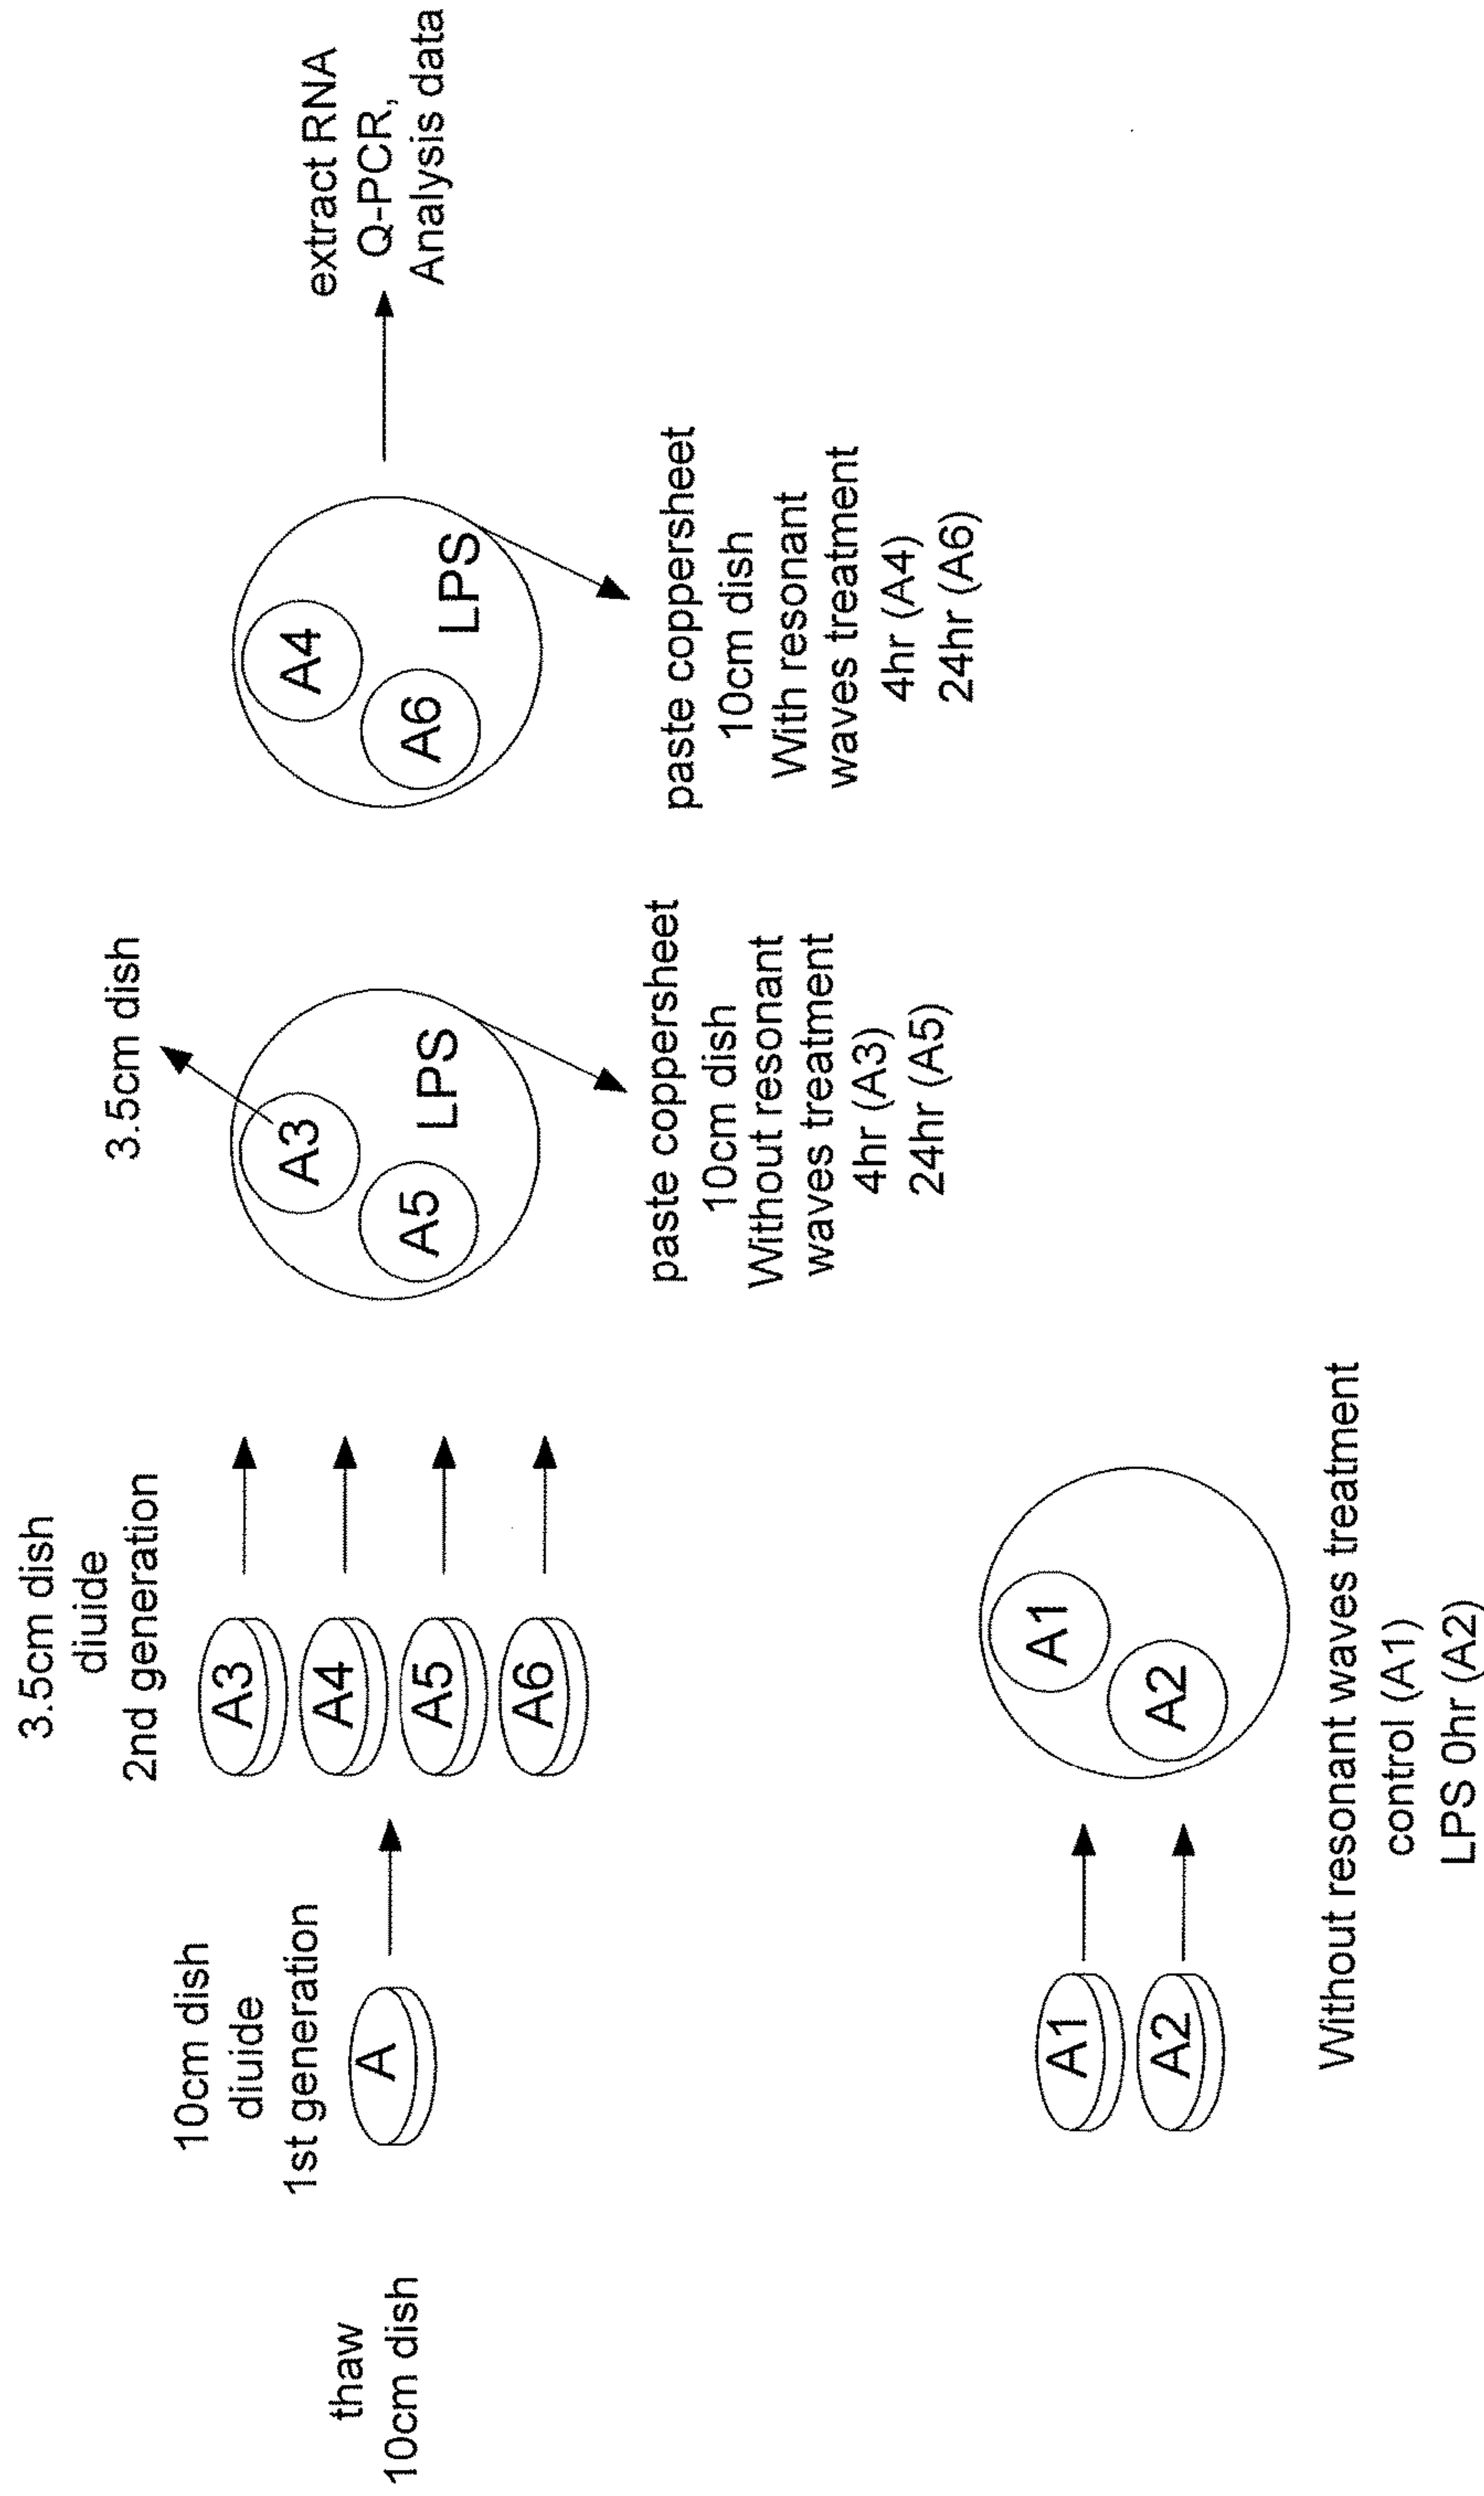 thaw
10cm dish
10cm dish
diuide
1st generation
A
3.5cm dish
diuide
2nd generation
A3
A4
A5
A6
3.5cm dish
A3
A5
LPS
paste coppersheet
10cm dish
Without resonant
waves treatment
4hr (A3)
24hr (A5)
A4
A6
LPS
paste coppersheet
10cm dish
With resonant
waves treatment
4hr (A4)
24hr (A6)
extract RNA
Q-PCR,
Analysis data
A1
A2
A1
A2
Without resonant waves treatment
control (A1)
LPS 0hr (A2)